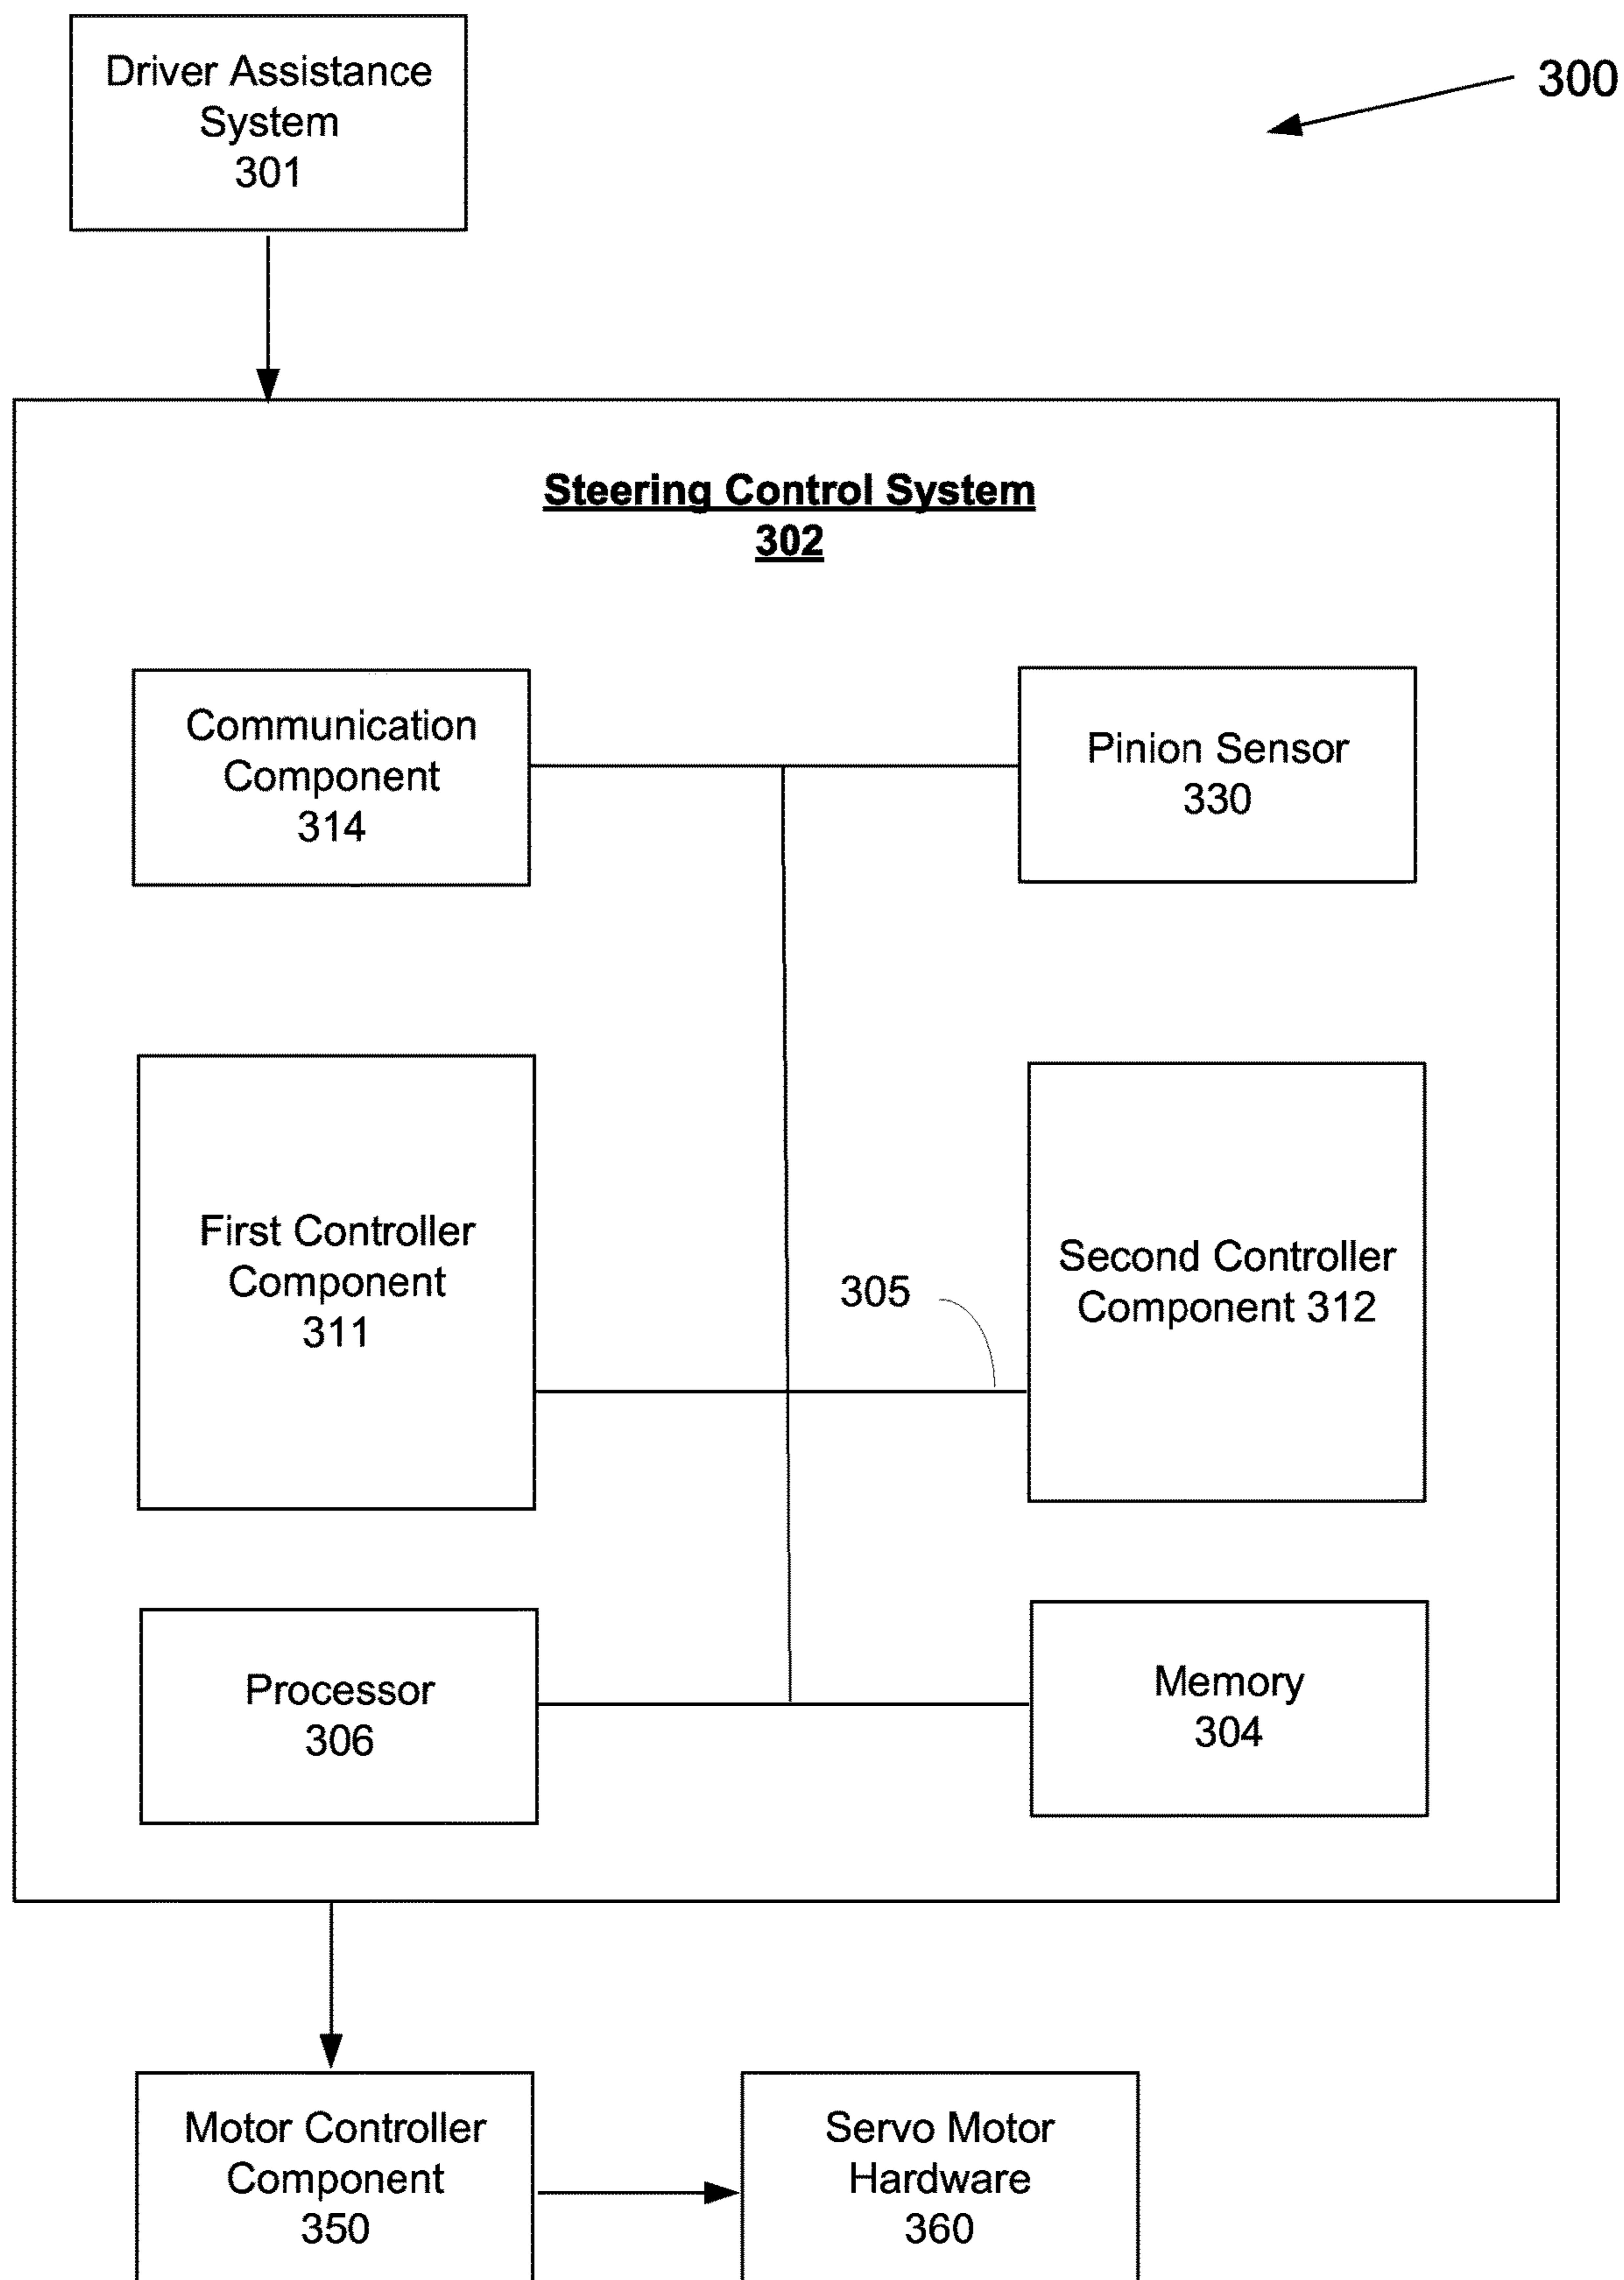 Driver Assistance
System
301
300
Steering Control System
302
Communication
Component
314
Pinion Sensor
330
First Controller
Component
311
Second Controller
Component 312
305
Processor
306
Memory
304
Motor Controller
Component
350
Servo Motor
Hardware
360